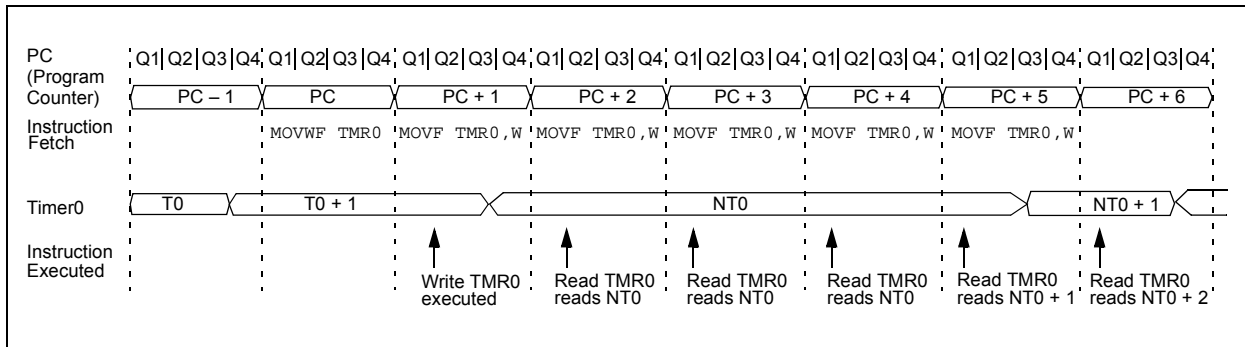 PC
(Program
Counter)
Q1| Q2| Q3| Q4 Q1| Q2| Q3| Q4 Q1| Q2| Q3| Q4 Q1| Q2| Q3| Q4 Q1| Q2| Q3| Q4 Q1| Q2| Q3| Q4 Q1| Q2| Q3| Q4 Q1| Q2| Q3| Q4
PC – 1 PC PC + 1 PC + 2 PC + 3 PC + 4 PC + 5 PC + 6
Instruction
Fetch
MOVWF TMR0 MOVF TMR0,W MOVF TMR0,W MOVF TMR0,W MOVF TMR0,W MOVF TMR0,W
Timer0
T0 T0 + 1 NT0 NT0 + 1
Instruction
Executed
Write TMR0
executed
Read TMR0
reads NT0
Read TMR0
reads NT0
Read TMR0
reads NT0
Read TMR0
reads NT0 + 1
Read TMR0
reads NT0 + 2